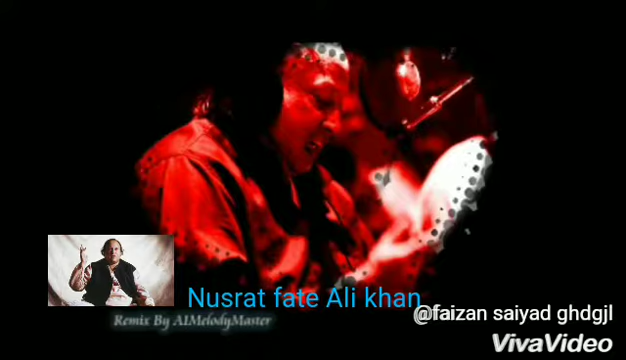 Nusrat fate Ali khan
Remix By AIMelodyMaster
@faizan saiyad ghdgjl
VivaVideo